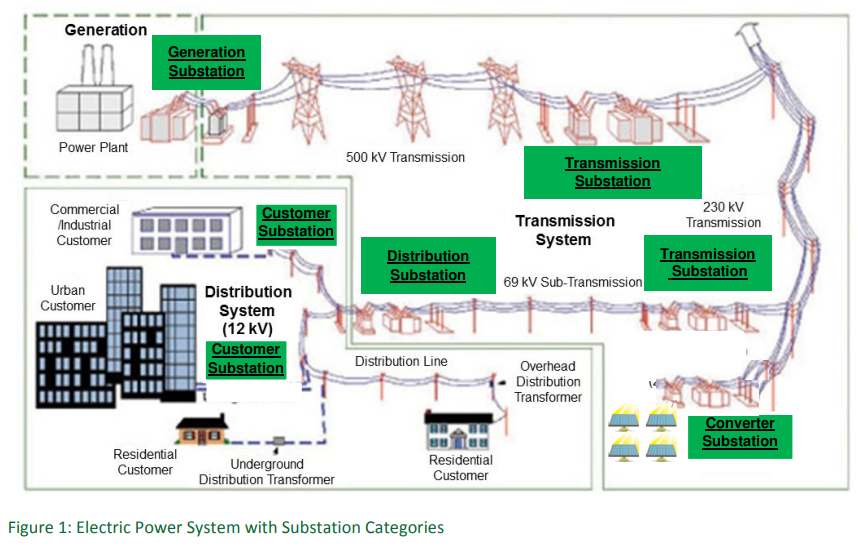 Generation
Generation
Substation
Power Plant
500 kV Transmission
Transmission
Substation
230 kV
Transmission
Transmission
System
Commercial
/Industrial
Customer
Customer
Substation
Distribution
Substation
Transmission
Substation
69 kV Sub-Transmission
Urban
Customer
Distribution
System
(12 kV)
Customer
Substation
Distribution Line
Overhead
Distribution
Transformer
Converter
Substation
Residential
Customer
Underground
Distribution Transformer
Residential
Customer
Figure 1: Electric Power System with Substation Categories